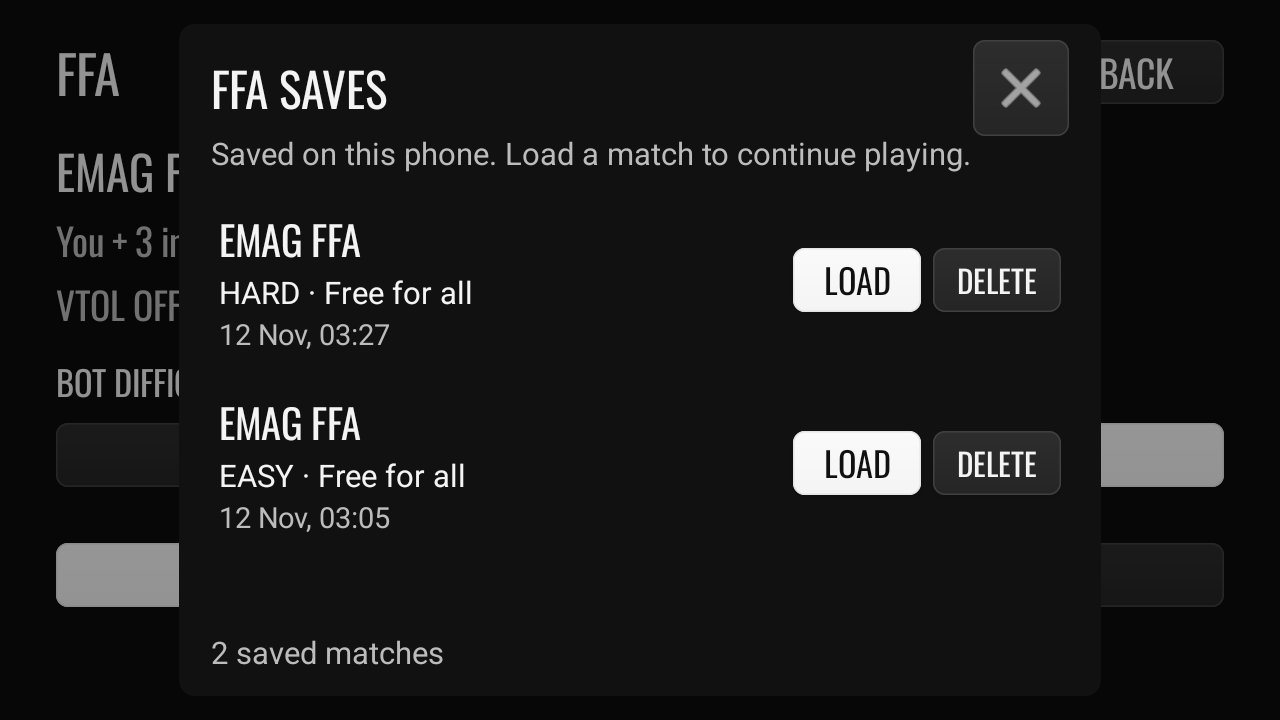 FFA
BACK
FFA SAVES
Saved on this phone. Load a match to continue playing.
EMAG
You + 3
VTOL OFF
BOT
EMAG FFA
HARD · Free for all
12 Nov, 03:27
LOAD
DELETE
EMAG FFA
EASY · Free for all
12 Nov, 03:05
LOAD
DELETE
2 saved matches